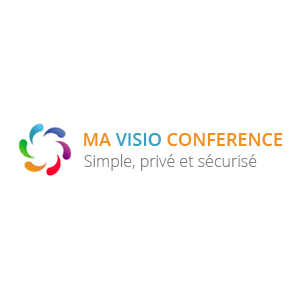 MA VISIO CONFERENCE
Simple, privé et sécurisé